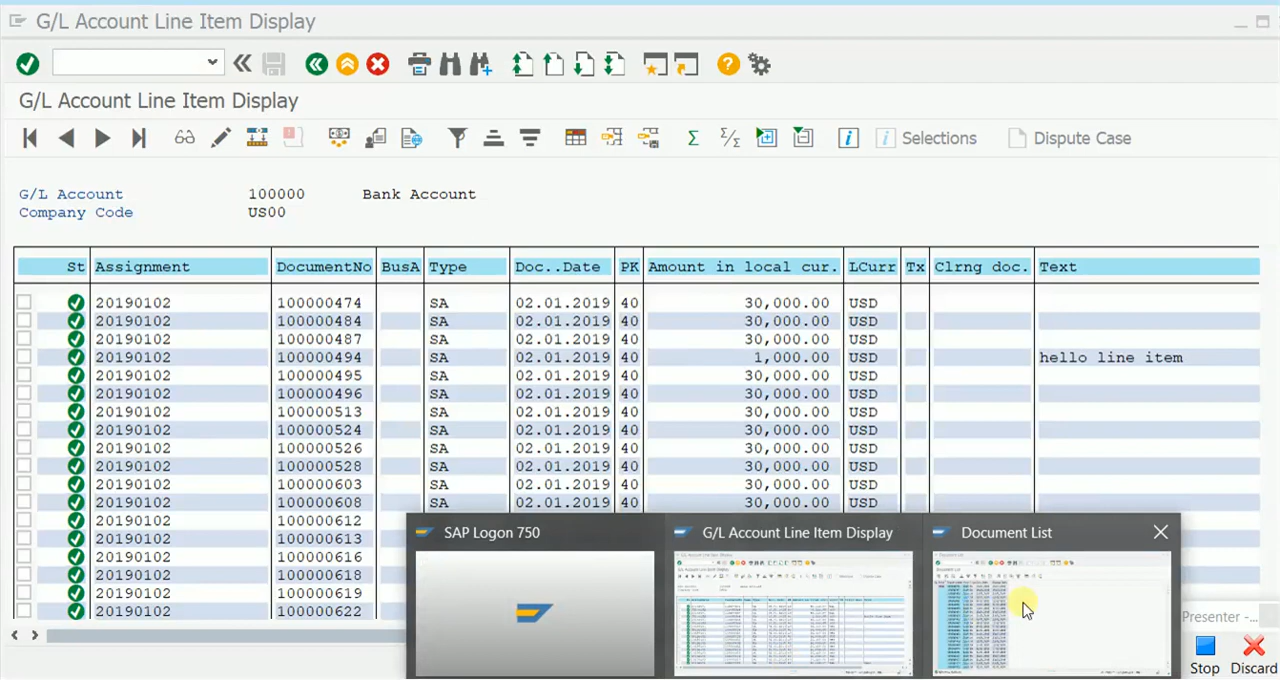 G/L Account Line Item Display
G/L Account Line Item Display
Selections Dispute Case
G/L Account 100000 Bank Account
Company Code US00
St Assignment DocumentNo BusA Type Doc..Date PK Amount in local cur. LCurr Tx Clrng doc. Text
20190102 100000474 SA 02.01.2019 40 30,000.00 USD
20190102 100000484 SA 02.01.2019 40 30,000.00 USD
20190102 100000487 SA 02.01.2019 40 30,000.00 USD
20190102 100000494 SA 02.01.2019 40 1,000.00 USD hello line item
20190102 100000495 SA 02.01.2019 40 30,000.00 USD
20190102 100000496 SA 02.01.2019 40 30,000.00 USD
20190102 100000513 SA 02.01.2019 40 30,000.00 USD
20190102 100000524 SA 02.01.2019 40 30,000.00 USD
20190102 100000526 SA 02.01.2019 40 30,000.00 USD
20190102 100000528 SA 02.01.2019 40 30,000.00 USD
20190102 100000603 SA 02.01.2019 40 30,000.00 USD
20190102 100000608 SA 02.01.2019 40 30,000.00 USD
20190102 100000612
20190102 100000613
20190102 100000616
20190102 100000618
20190102 100000619
20190102 100000622
SAP Logon 750 G/L Account Line Item Display Document List
Presenter -...
Stop Discard